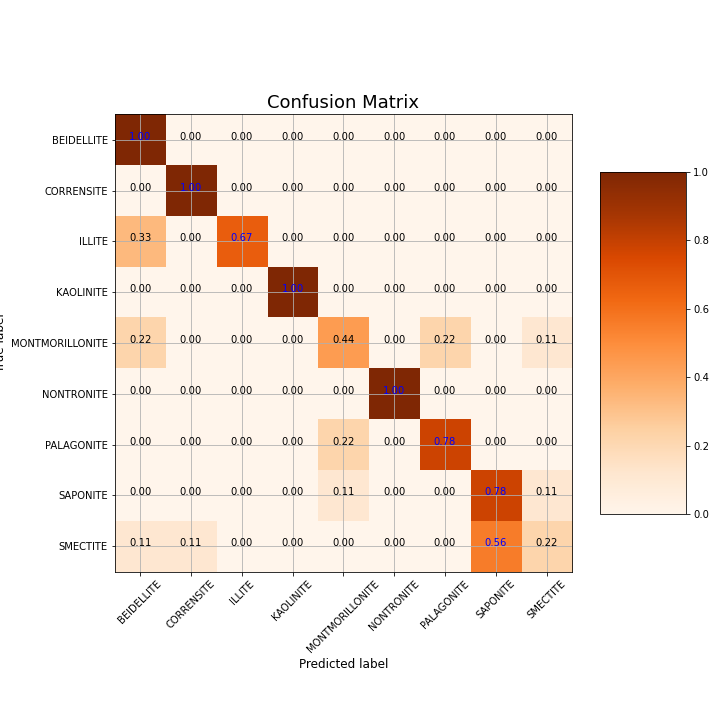 Confusion Matrix
BEIDELLITE 1.00 0.00 0.00 0.00 0.00 0.00 0.00 0.00 0.00
CORRENSITE 0.00 1.00 0.00 0.00 0.00 0.00 0.00 0.00 0.00
ILLITE 0.33 0.00 0.67 0.00 0.00 0.00 0.00 0.00 0.00
KAOLINITE 0.00 0.00 0.00 1.00 0.00 0.00 0.00 0.00 0.00
MONTMORILLONITE 0.22 0.00 0.00 0.00 0.44 0.00 0.22 0.00 0.11
NONTRONITE 0.00 0.00 0.00 0.00 0.00 1.00 0.00 0.00 0.00
PALAGONITE 0.00 0.00 0.00 0.00 0.22 0.00 0.78 0.00 0.00
SAPONITE 0.00 0.00 0.00 0.00 0.11 0.00 0.00 0.78 0.11
SMECTITE 0.11 0.11 0.00 0.00 0.00 0.00 0.00 0.56 0.22
BEIDELLITE CORRENSITE ILLITE KAOLINITE MONTMORILLONITE NONTRONITE PALAGONITE SAPONITE SMECTITE
Predicted label
1.0
0.8
0.6
0.4
0.2
0.0